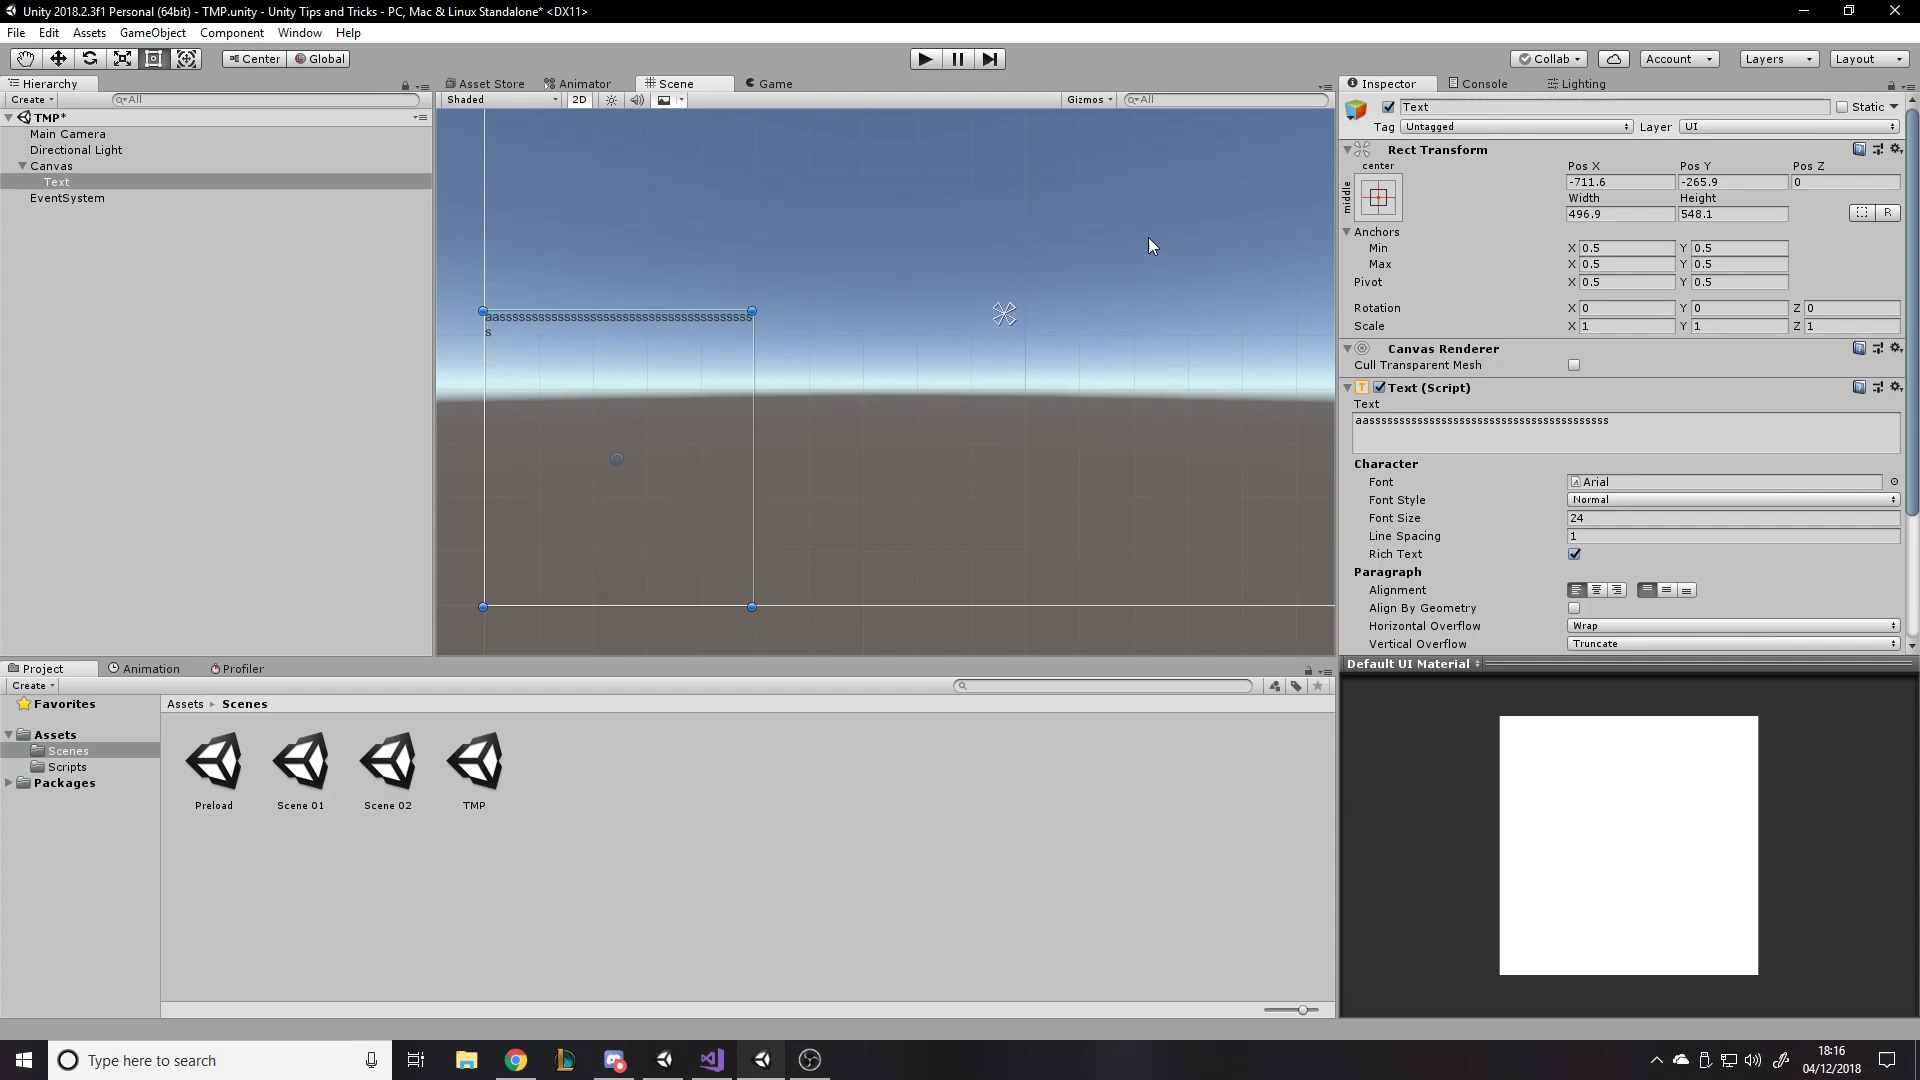 Unity 2018.2.3f1 Personal (64bit) - TMP.unity - Unity Tips and Tricks - PC, Mac & Linux Standalone* <DX11>
File Edit Assets GameObject Component Window Help
Center Global Collab Account Layers Layout
Hierarchy Asset Store Animator Scene Game Inspector Console Lighting
Create All Shaded 2D Gizmos All
Text Static
TMP*
Tag Untagged Layer UI
Main Camera
Directional Light
Rect Transform
Canvas
center Pos X Pos Y Pos Z
Text
-711.6 -265.9 0
EventSystem
middle
Width Height
496.9 548.1 R
Anchors
Min X 0.5 Y 0.5
Max X 0.5 Y 0.5
Pivot X 0.5 Y 0.5
Rotation X 0 Y 0 Z 0
Scale X 1 Y 1 Z 1
s
Canvas Renderer
Cull Transparent Mesh
Text (Script)
Text
Character
Font Arial
Font Style Normal
Font Size 24
Line Spacing 1
Rich Text
Paragraph
Alignment
Align By Geometry
Horizontal Overflow Wrap
Vertical Overflow Truncate
Project Animation Profiler
Default UI Material
Create
Favorites
Assets Scenes
Assets
Scenes
Scripts
Packages
Preload Scene 01 Scene 02 TMP
Type here to search
18:16
04/12/2018